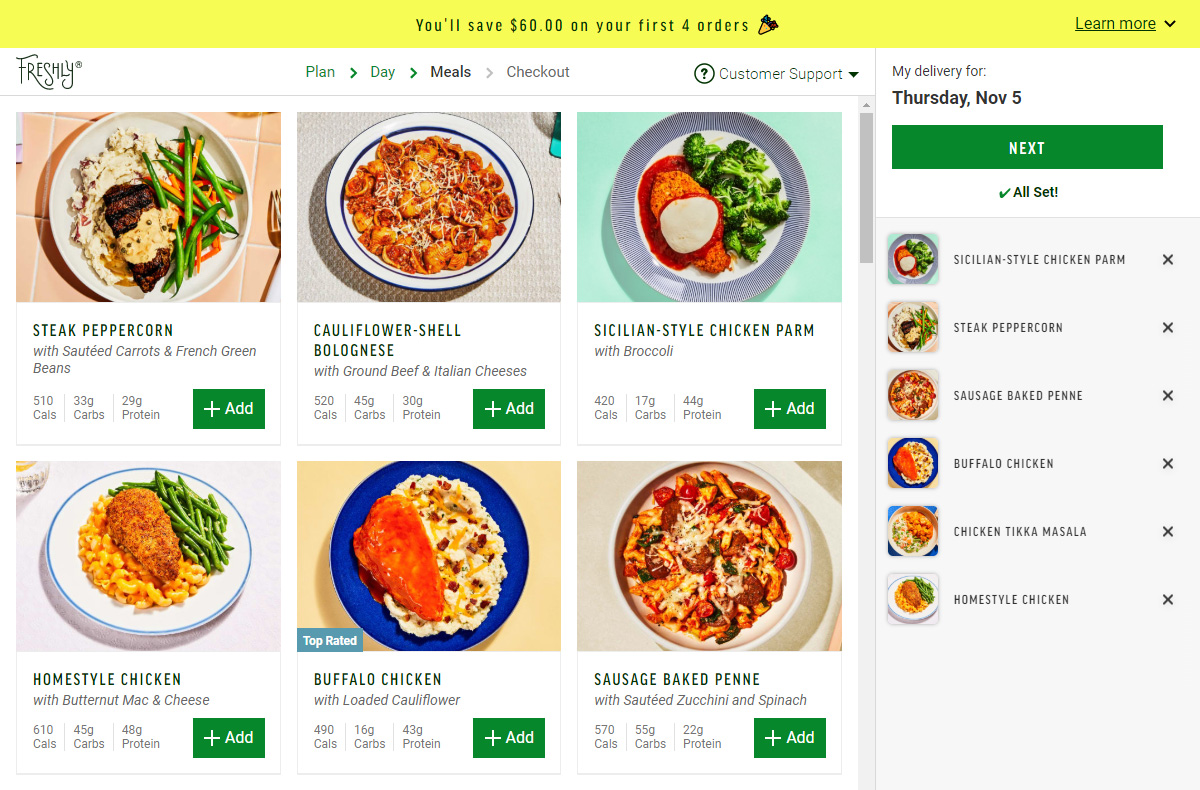 You'll save $60.00 on your first 4 orders
Learn more
FRESHLY®
Plan
Day
Meals
Checkout
? Customer Support
My delivery for:
Thursday, Nov 5
NEXT
All Set!
STEAK PEPPERCORN
with Sautéed Carrots & French Green
Beans
510 33g 29g
Cals Carbs Protein
Add
CAULIFLOWER-SHELL
BOLOGNESE
with Ground Beef & Italian Cheeses
520 45g 30g
Cals Carbs Protein
Add
SICILIAN-STYLE CHICKEN PARM
with Broccoli
420 17g 44g
Cals Carbs Protein
Add
HOMESTYLE CHICKEN
with Butternut Mac & Cheese
610 45g 48g
Cals Carbs Protein
Add
Top Rated
BUFFALO CHICKEN
with Loaded Cauliflower
490 16g 43g
Cals Carbs Protein
Add
SAUSAGE BAKED PENNE
with Sautéed Zucchini and Spinach
570 55g 22g
Cals Carbs Protein
Add
SICILIAN-STYLE CHICKEN PARM
STEAK PEPPERCORN
SAUSAGE BAKED PENNE
BUFFALO CHICKEN
CHICKEN TIKKA MASALA
HOMESTYLE CHICKEN